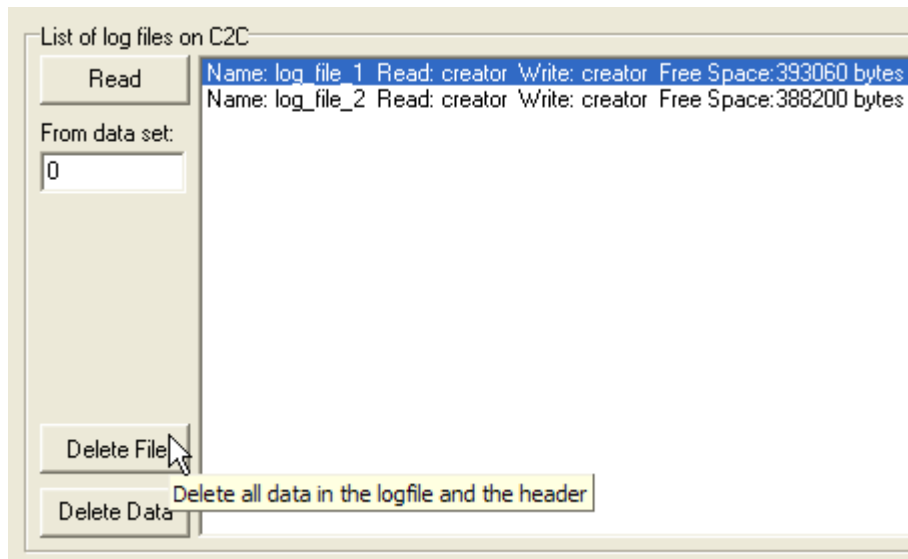 List of log files on C2C
Read
Name: log_file_1 Read: creator Write: creator Free Space:393060 bytes
Name: log_file_2 Read: creator Write: creator Free Space:388200 bytes
From data set:
0
Delete File
Delete all data in the logfile and the header
Delete Data